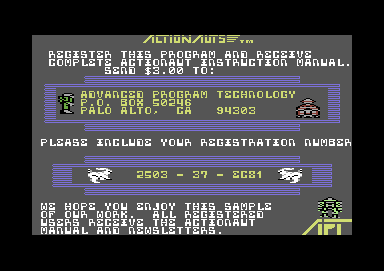 ACTIONAUTS TM
REGISTER THIS PROGRAM AND RECEIVE
COMPLETE ACTIONAUT INSTRUCTION MANUAL.
SEND $3.00 TO:
ADVANCED PROGRAM TECHNOLOGY
P.O. BOX 50246
PALO ALTO, CA 94303
PLEASE INCLUDE YOUR REGISTRATION NUMBER
2503 - 37 - EC81
WE HOPE YOU ENJOY THIS SAMPLE
OF OUR WORK. ALL REGISTERED
USERS RECEIVE THE ACTIONAUT
MANUAL AND NEWSLETTERS.
APT